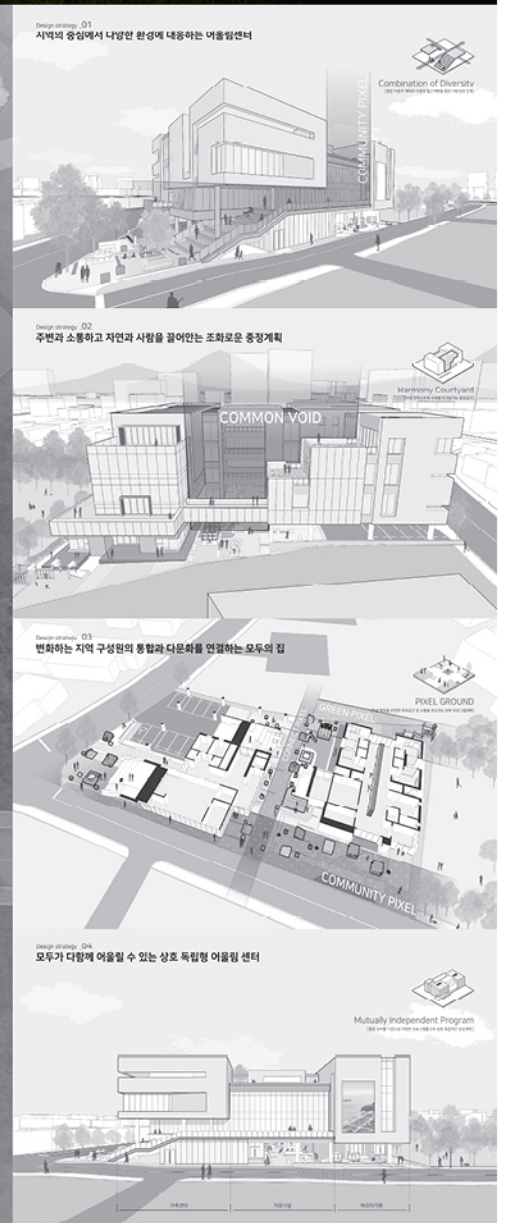 Design strategy _01
지역의 중심에서 다양한 환경에 대응하는 어울림센터
Combination of Diversity
COMMUNITY PIXEL
Design strategy _02
주변과 소통하고 자연과 사람을 끌어안는 조화로운 중정계획
Harmony Courtyard
COMMON VOID
Design strategy _03
변화하는 지역 구성원의 통합과 다문화를 연결하는 모두의 집
PIXEL GROUND
GREEN PIXEL
COMMUNITY PIXEL
Design strategy _04
모두가 다함께 어울릴 수 있는 상호 독립형 어울림 센터
Mutually Independent Program
가족센터